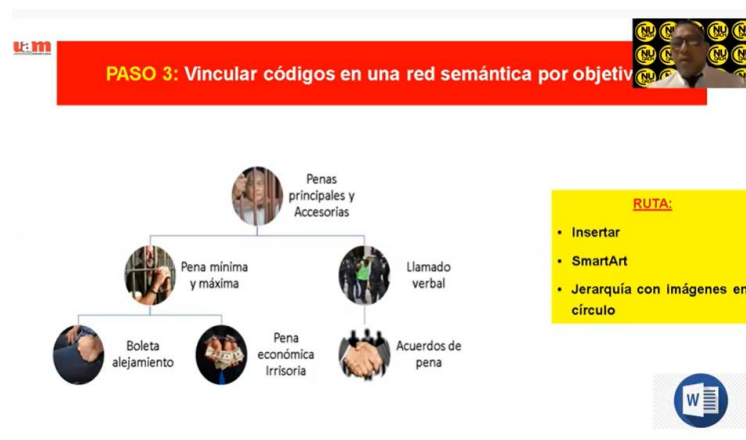 uam
PASO 3: Vincular códigos en una red semántica por objetiv
Penas
principales y
Accesorias
Pena mínima
y máxima
Llamado
verbal
Boleta
alejamiento
Pena
económica
Irrisoria
Acuerdos de
pena
RUTA:
• Insertar
• SmartArt
• Jerarquía con imágenes en
círculo
W